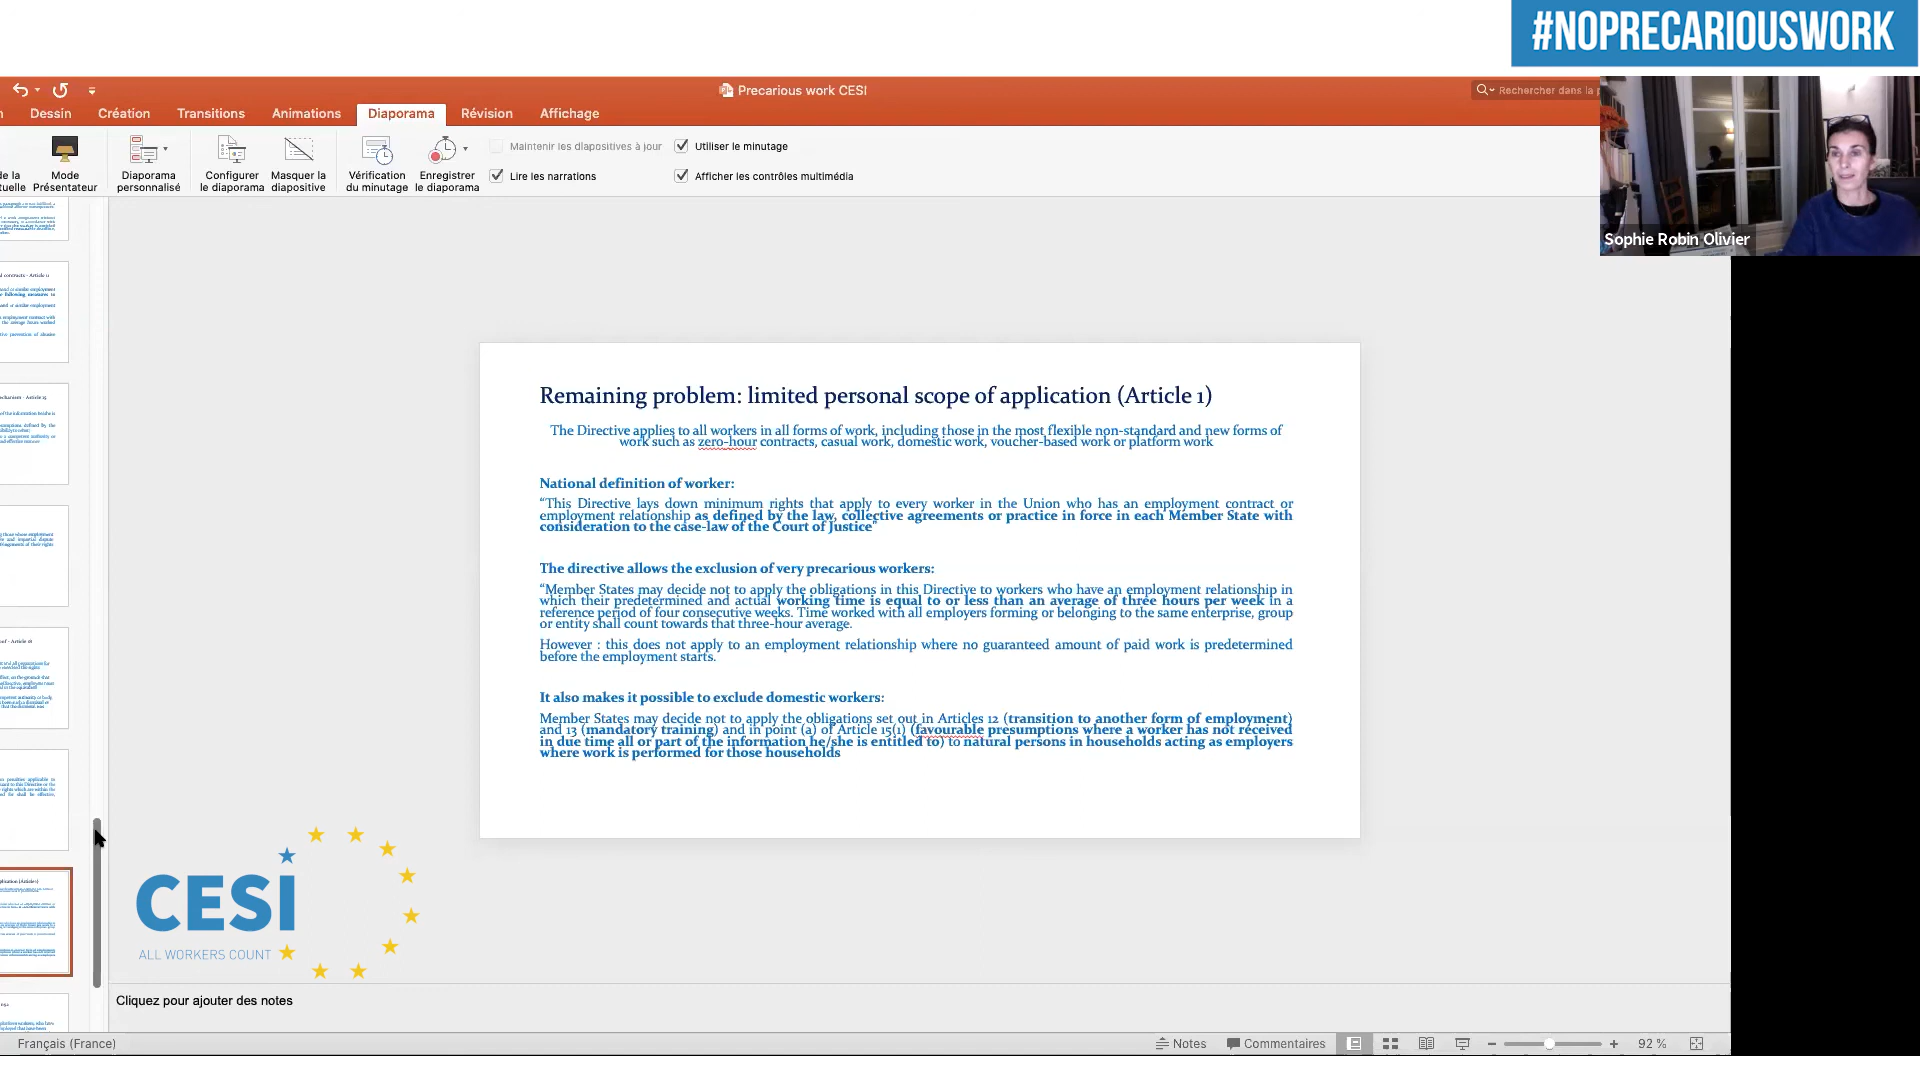 #NOPRECARIOUSWORK
Precarious work CESI
Rechercher dans la
Dessin Création Transitions Animations Diaporama Révision Affichage
Maintenir les diapositives à jour
Utiliser le minutage
Lire les narrations
Afficher les contrôles multimédia
Mode
Présentateur
Diaporama
personnalisé
Configurer
le diaporama
Masquer la
diapositive
Vérification
du minutage
Enregistrer
le diaporama
Sophie Robin Olivier
Remaining problem: limited personal scope of application (Article 1)
The Directive applies to all workers in all forms of work, including those in the most flexible non-standard and new forms of
work such as zero-hour contracts, casual work, domestic work, voucher-based work or platform work
National definition of worker:
“This Directive lays down minimum rights that apply to every worker in the Union who has an employment contract or
employment relationship as defined by the law, collective agreements or practice in force in each Member State with
consideration to the case-law of the Court of Justice”
The directive allows the exclusion of very precarious workers:
“Member States may decide not to apply the obligations in this Directive to workers who have an employment relationship in
which their predetermined and actual working time is equal to or less than an average of three hours per week in a
reference period of four consecutive weeks. Time worked with all employers forming or belonging to the same enterprise, group
or entity shall count towards that three-hour average.
However : this does not apply to an employment relationship where no guaranteed amount of paid work is predetermined
before the employment starts.
It also makes it possible to exclude domestic workers:
Member States may decide not to apply the obligations set out in Articles 12 (transition to another form of employment)
and 13 (mandatory training) and in point (a) of Article 15(1) (favourable presumptions where a worker has not received
in due time all or part of the information he/she is entitled to) to natural persons in households acting as employers
where work is performed for those households
CESI
ALL WORKERS COUNT
Cliquez pour ajouter des notes
Français (France)
Notes
Commentaires
92 %